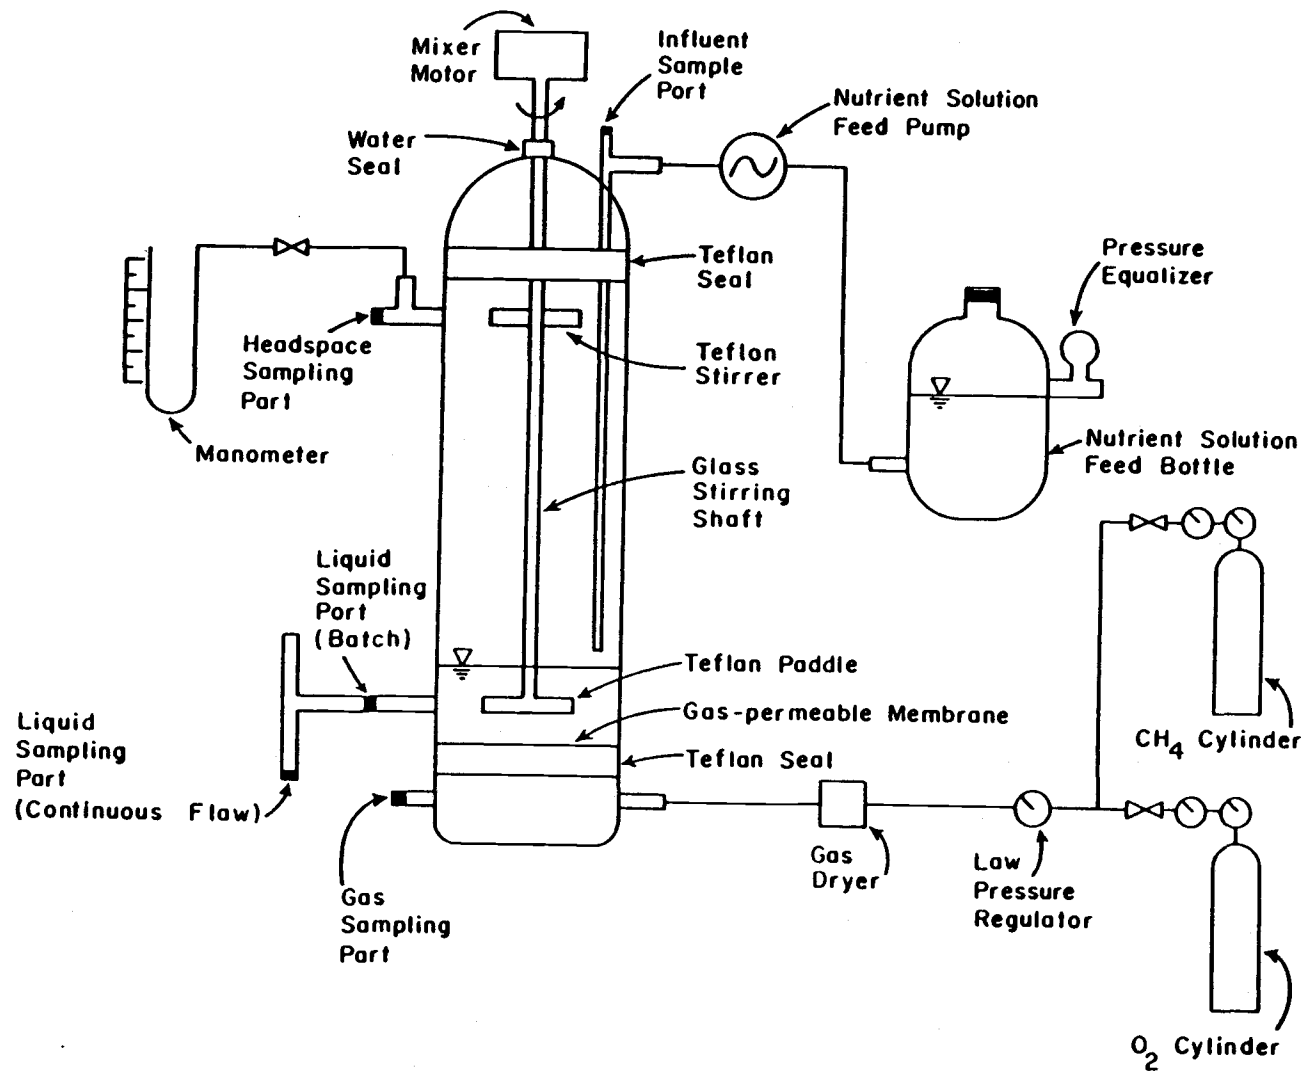 Mixer
Motor
Influent
Sample
Port
Nutrient Solution
Feed Pump
Water
Seal
Teflan
Seal
Pressure
Equalizer
Headspace
Sampling
Part
Teflon
Stirrer
Manometer
Nutrient Solution
Feed Bottle
Glass
Stirring
Shaft
Liquid
Sampling
Port
(Batch)
Teflan Paddle
Gas-permeable Membrane
Liquid
Sampling
Part
(Continuous Flaw)
Teflan Seal
CH4 Cylinder
Gas
Dryer
Law
Pressure
Regulator
Gas
Sampling
Part
O2 Cylinder